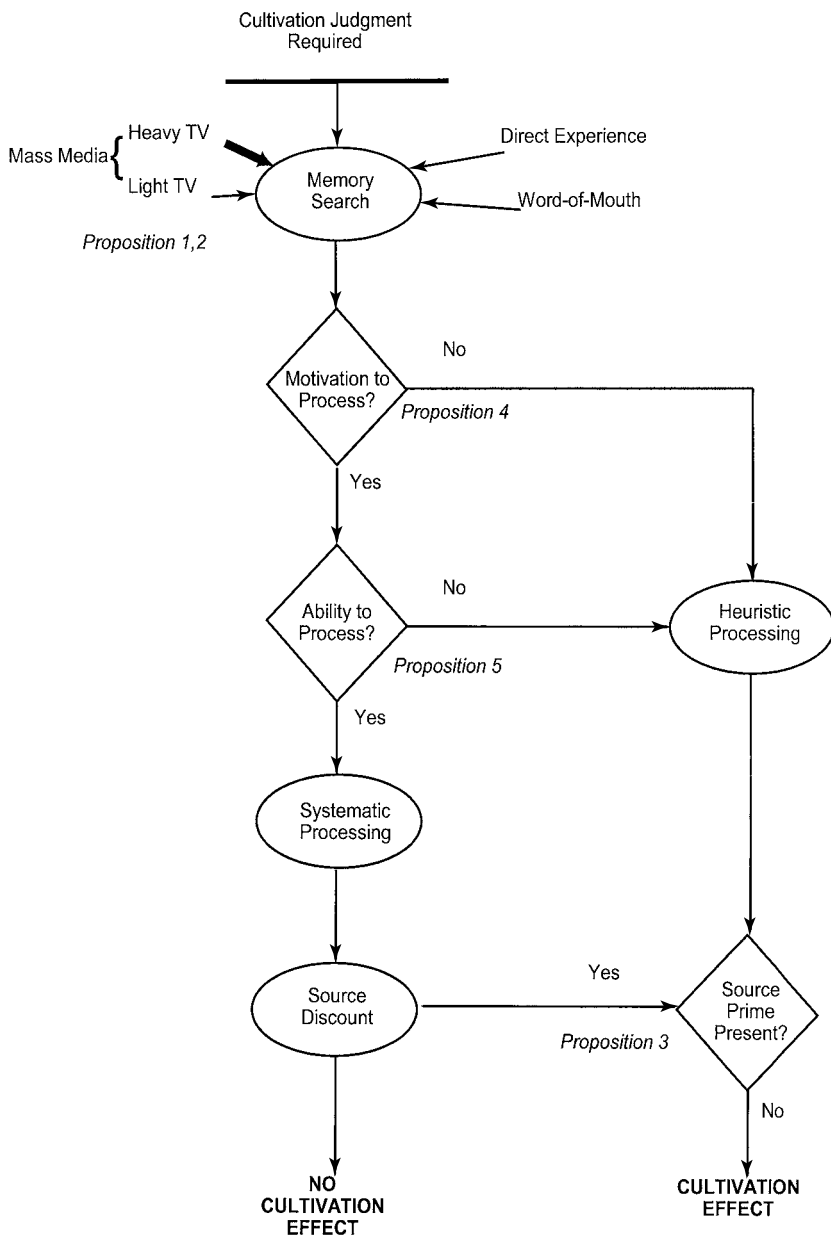 Cultivation Judgment
Required
Heavy TV
Mass Media {
Light TV
Direct Experience
Memory
Search
Word-of-Mouth
Proposition 1,2
No
Motivation to
Process?
Proposition 4
Yes
No
Ability to
Process?
Heuristic
Processing
Proposition 5
Yes
Systematic
Processing
Yes
Source
Discount
Source
Prime
Present?
Proposition 3
No
NO
CULTIVATION
EFFECT
CULTIVATION
EFFECT